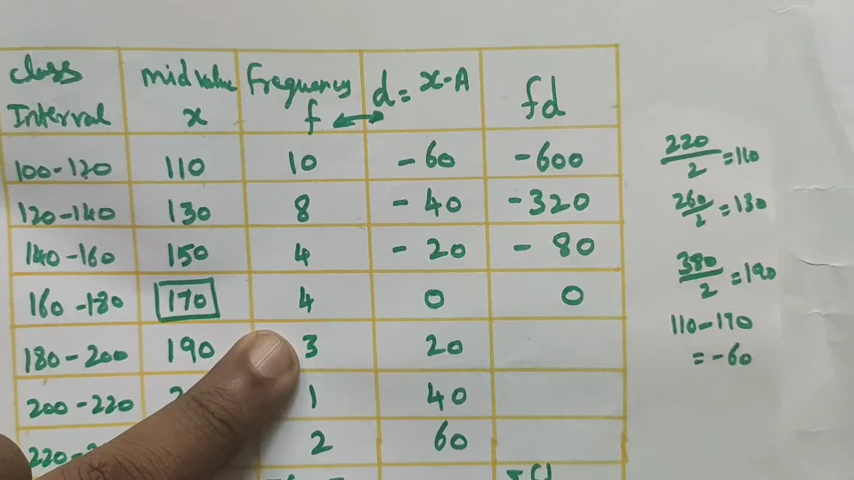 class Interval mid value x Frequency f d = x-A fd
100-120 110 10 -60 -600
120-140 130 8 -40 -320
140-160 150 4 -20 -80
160-180 170 4 0 0
180-200 190 3 20
200-220 1 40
220- 2 60
220/2 = 110
260/2 = 130
380/2 = 190
110-170
= -60